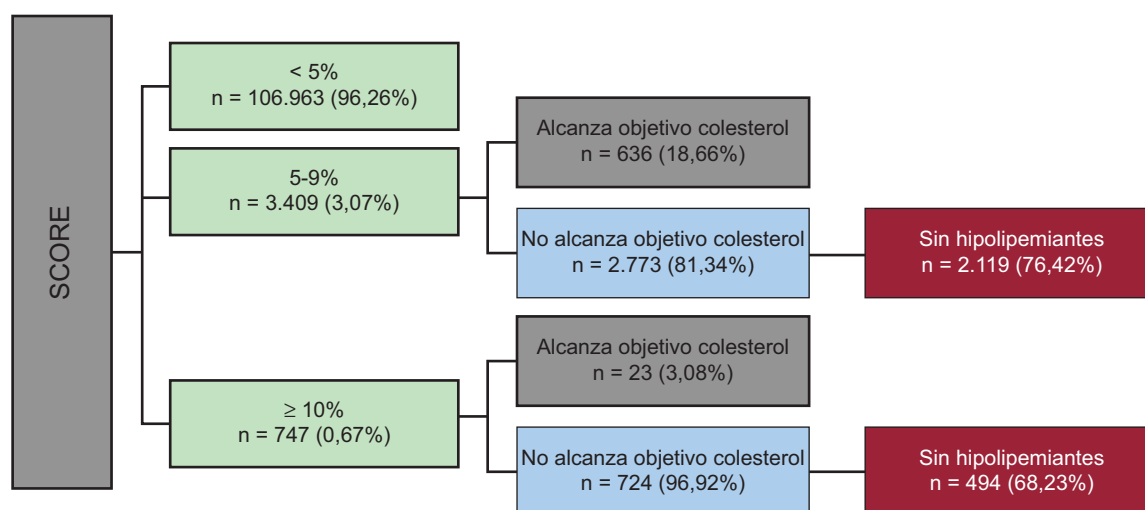 SCORE
< 5%
n = 106.963 (96,26%)
5-9%
n = 3.409 (3,07%)
Alcanza objetivo colesterol
n = 636 (18,66%)
No alcanza objetivo colesterol
n = 2.773 (81,34%)
Sin hipolipemiantes
n = 2.119 (76,42%)
≥ 10%
n = 747 (0,67%)
Alcanza objetivo colesterol
n = 23 (3,08%)
No alcanza objetivo colesterol
n = 724 (96,92%)
Sin hipolipemiantes
n = 494 (68,23%)